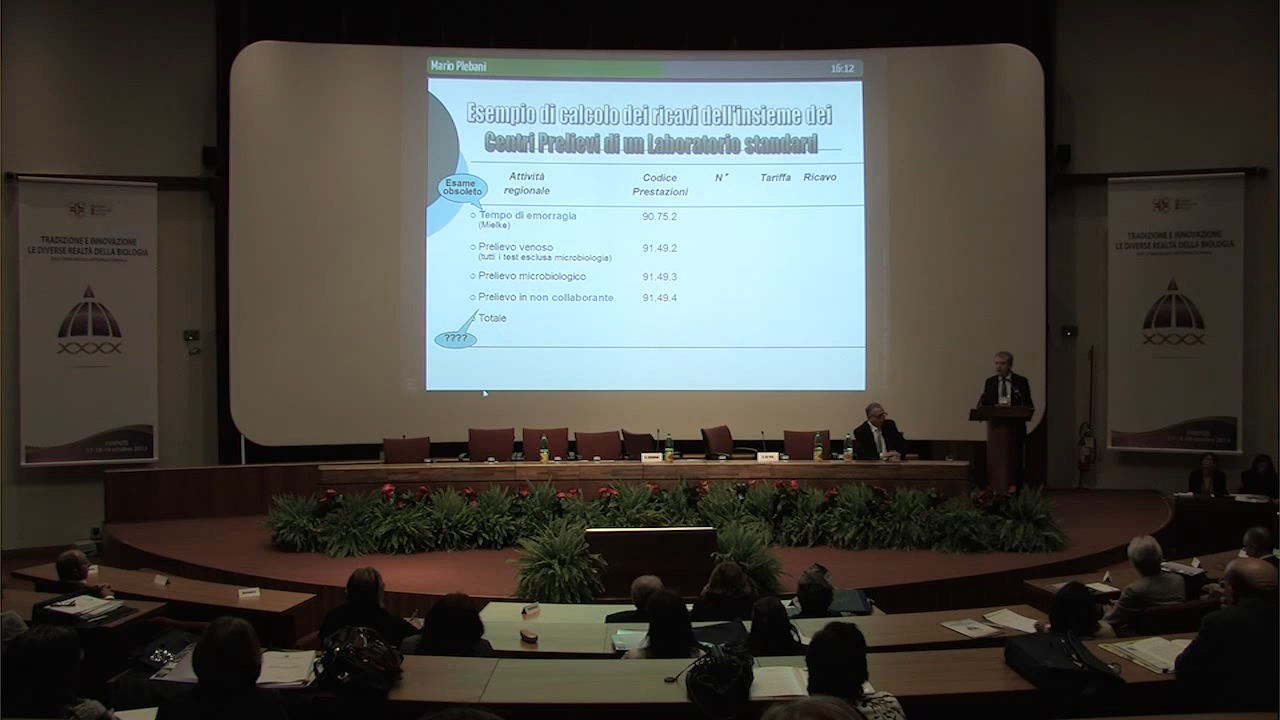 Mario Plebani
16:12
Esempio di calcolo dei ricavi dell'insieme dei
Centri Prelievi di un Laboratorio standard
Attività
regionale
Codice
Prestazioni
N°
Tariffa
Ricavo
Esame
obsoleto
Tempo di emorragia
90.75.2
(Mielke)
Prelievo venoso
91.49.2
(tutti i test esclusa microbiologia)
Prelievo microbiologico
91.49.3
Prelievo in non collaborante
91.49.4
Totale
????
TRADIZIONE E INNOVAZIONE
LE DIVERSE REALTÀ DELLA BIOLOGIA
FIRENZE
TRADIZIONE E INNOVAZIONE
LE DIVERSE REALTÀ DELLA BIOLOGIA
FIRENZE